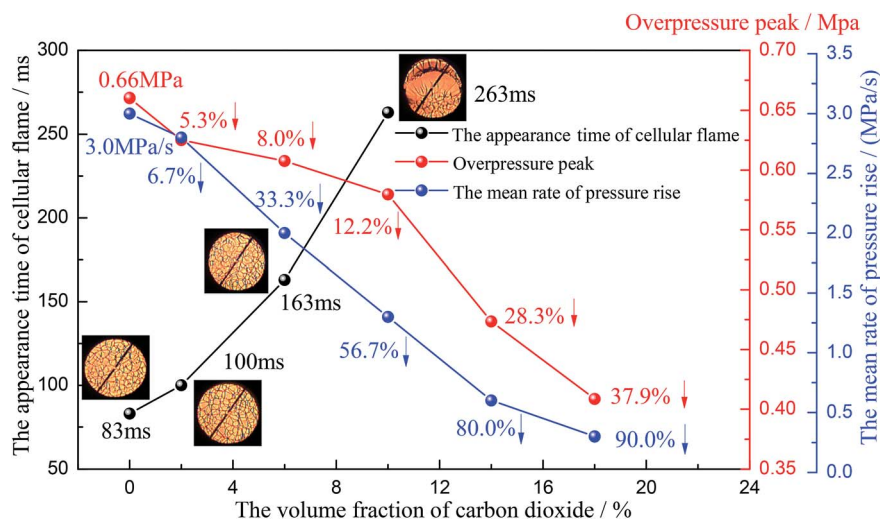 Overpressure peak / Mpa
300
250
200
150
100
50
The appearance time of cellular flame / ms
0.66MPa
5.3%↓
8.0%↓
263ms
The appearance time of cellular flame
Overpressure peak
The mean rate of pressure rise
3.0MPa/s
6.7%↓
33.3%↓
12.2%↓
163ms
28.3%↓
100ms
56.7%↓
83ms
37.9%↓
80.0%↓
90.0%↓
0 4 8 12 16 20 24
The volume fraction of carbon dioxide / %
0.70
0.65
0.60
0.55
0.50
0.45
0.40
0.35
3.5
3.0
2.5
2.0
1.5
1.0
0.5
0.0
The mean rate of pressure rise / (MPa/s)